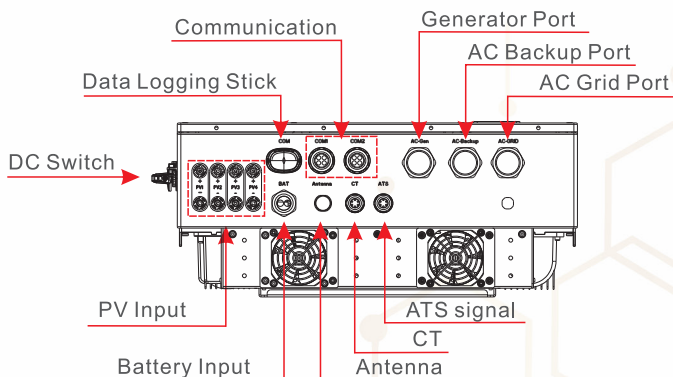 Communication
Generator Port
AC Backup Port
Data Logging Stick
AC Grid Port
COM
COM1
COM2
AC-Gen
AC-Backup
AC-GRID
DC Switch
+ + + +
PV1 PV2 PV3 PV4
- - - -
BAT
Antenna
CT
ATS
PV Input
ATS signal
CT
Battery Input
Antenna